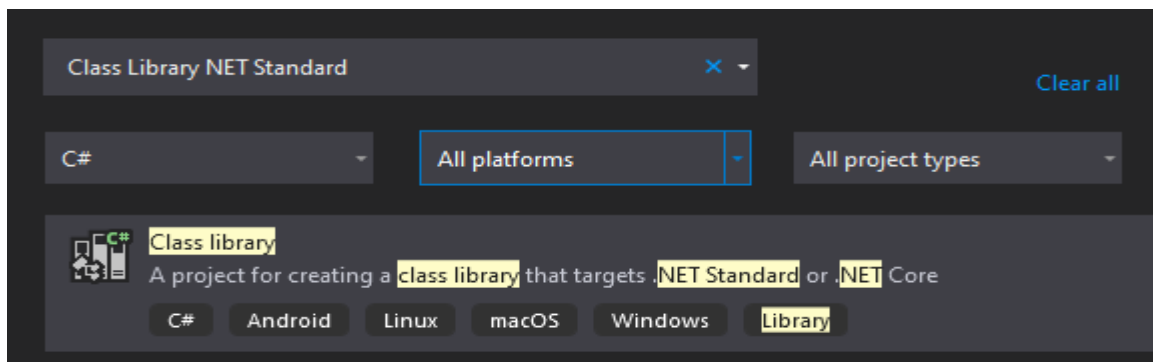 Class Library NET Standard
Clear all
C#
All platforms
All project types
C#
Class library
A project for creating a class library that targets .NET Standard or .NET Core
C# Android Linux macOS Windows Library